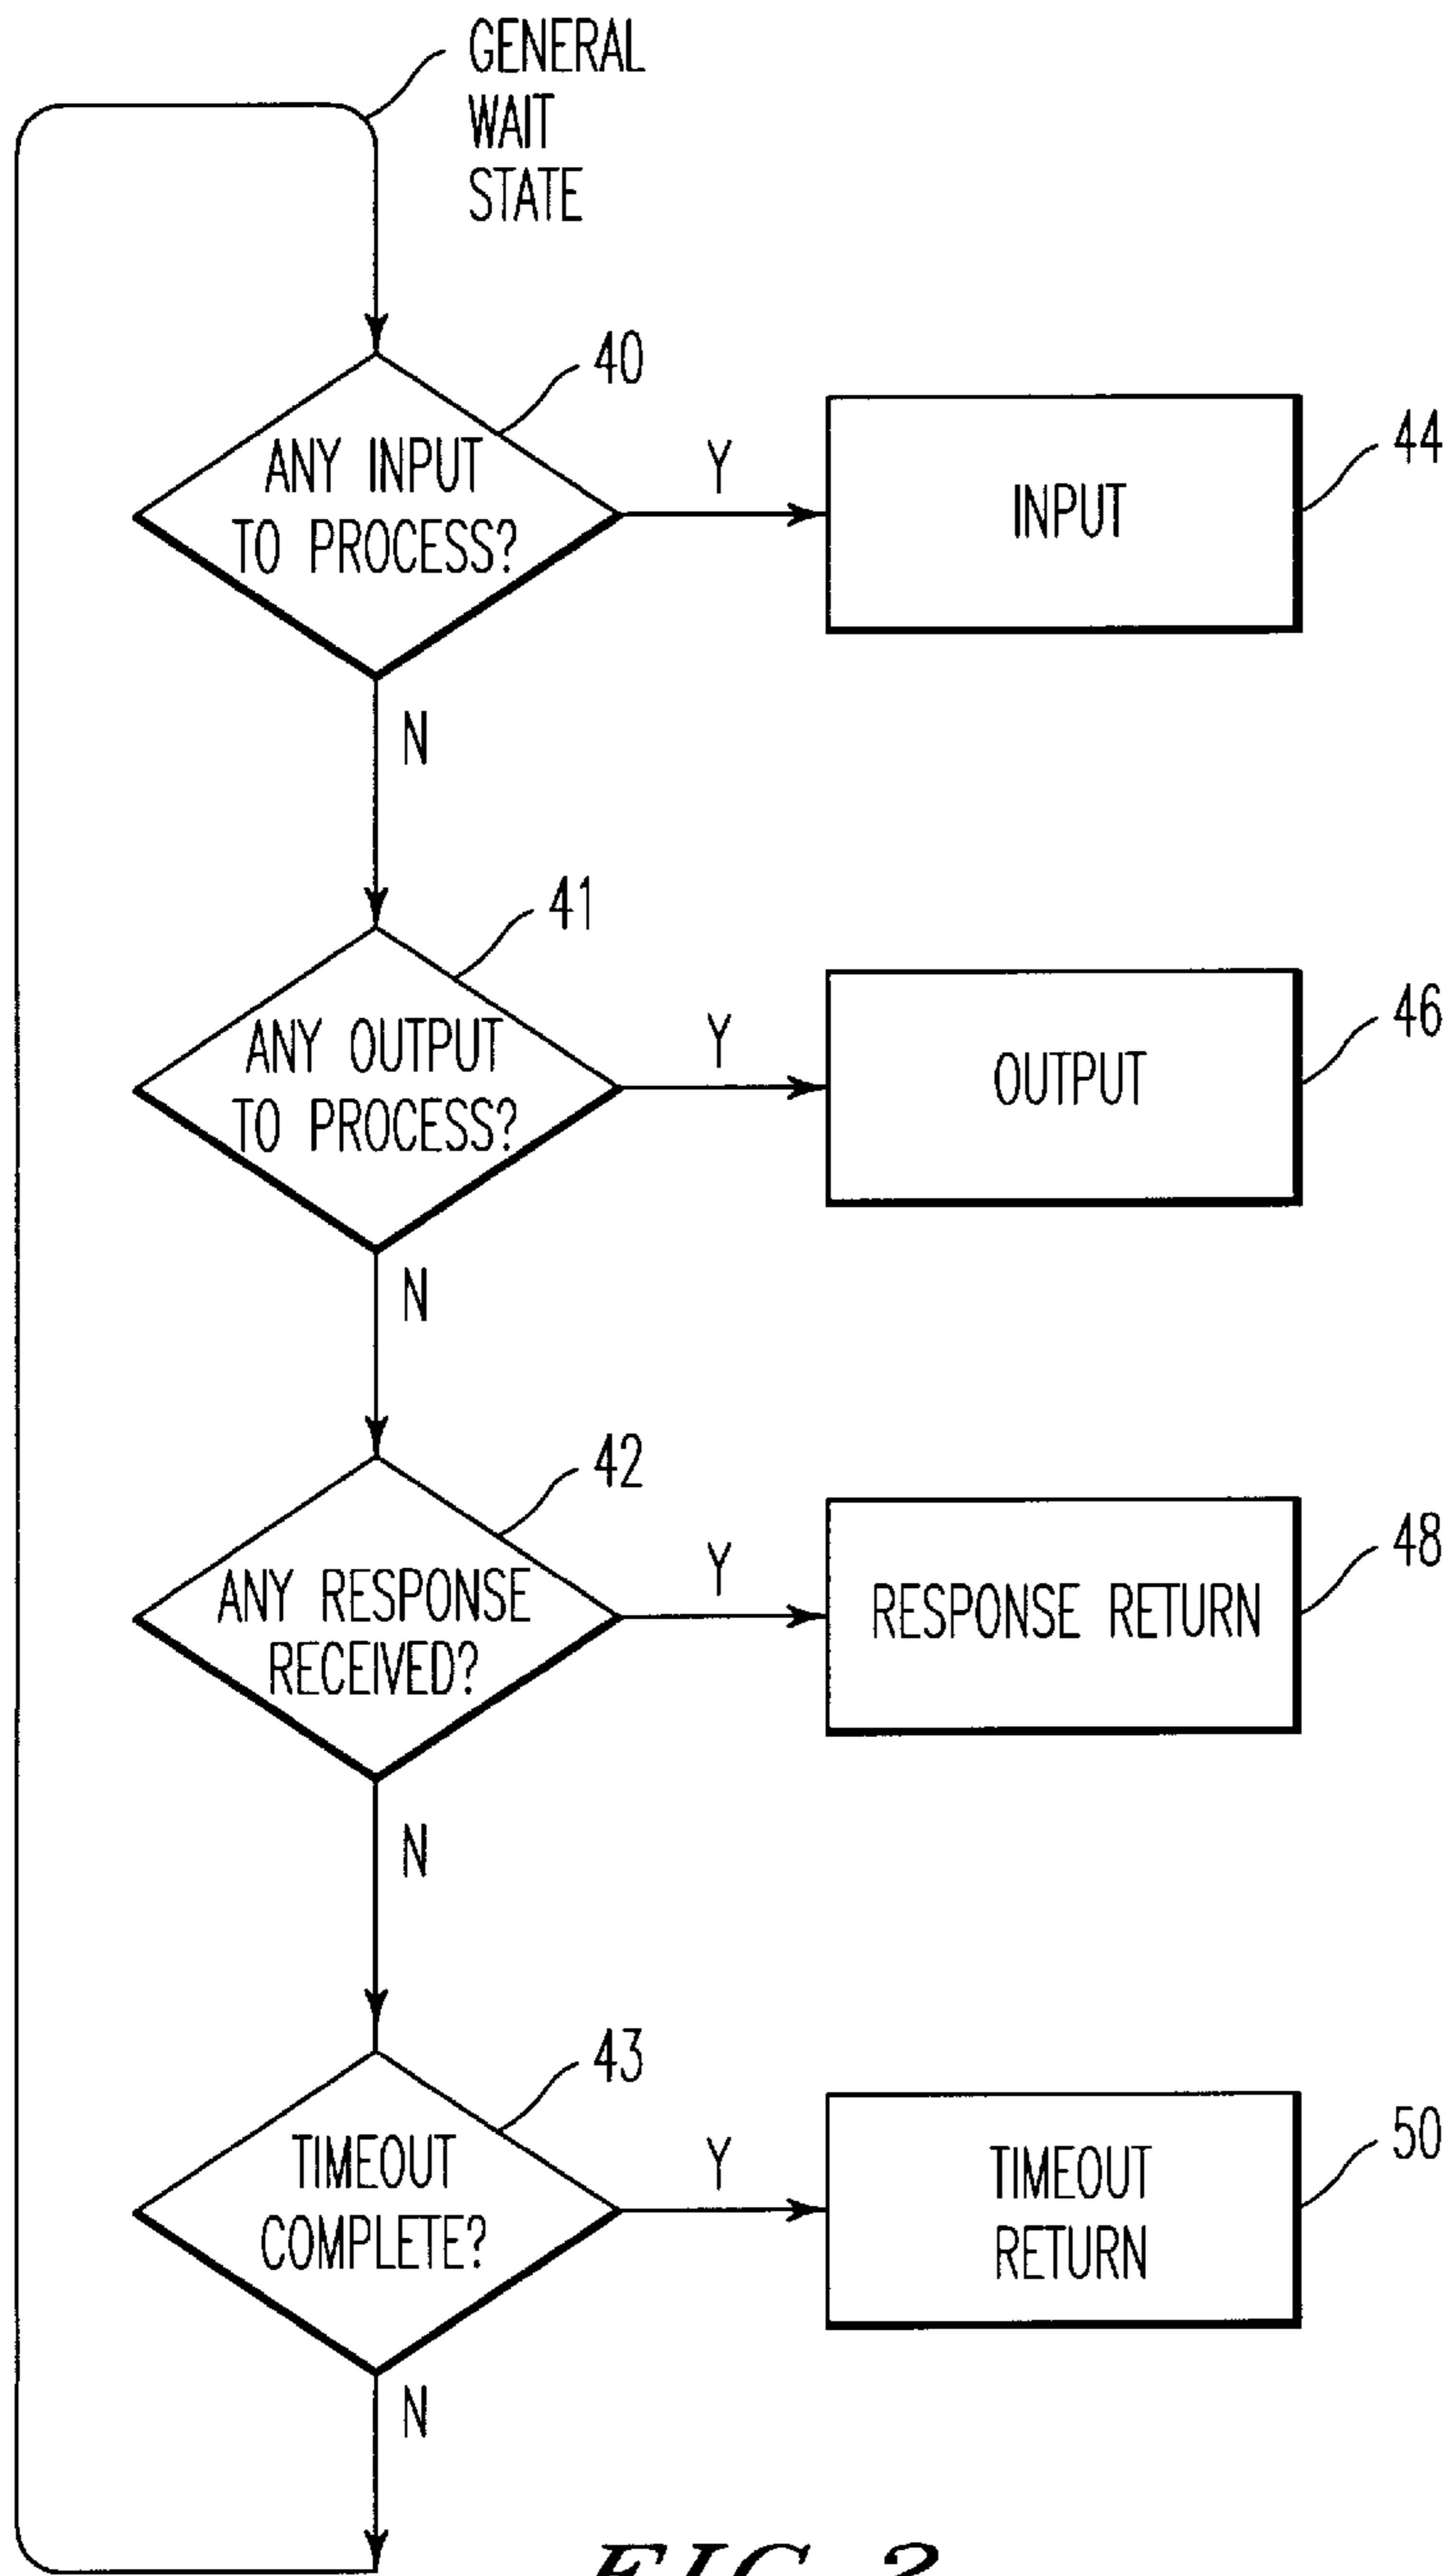 GENERAL
WAIT
STATE
40
ANY INPUT
TO PROCESS?
Y
INPUT
44
N
41
ANY OUTPUT
TO PROCESS?
Y
OUTPUT
46
N
42
ANY RESPONSE
RECEIVED?
Y
RESPONSE RETURN
48
N
43
TIMEOUT
COMPLETE?
Y
TIMEOUT
RETURN
50
N
FIG.